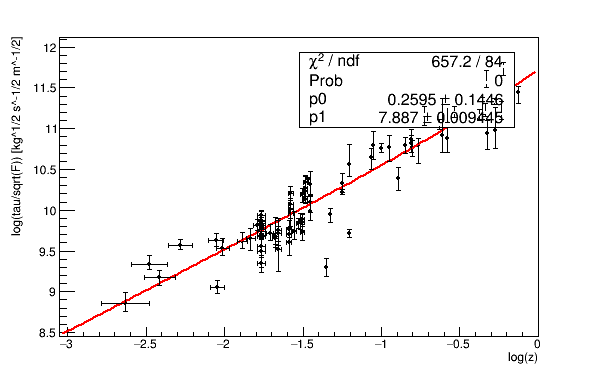 log(tau/sqrt(F)) [kg^1/2 s^-1/2 m^-1/2]
12
11.5
11
10.5
10
9.5
9
8.5
χ² / ndf 657.2 / 84
Prob 0
p0 0.2595 ± 0.1446
p1 7.887 ± 0.009445
−3 −2.5 −2 −1.5 −1 −0.5 0
log(z)